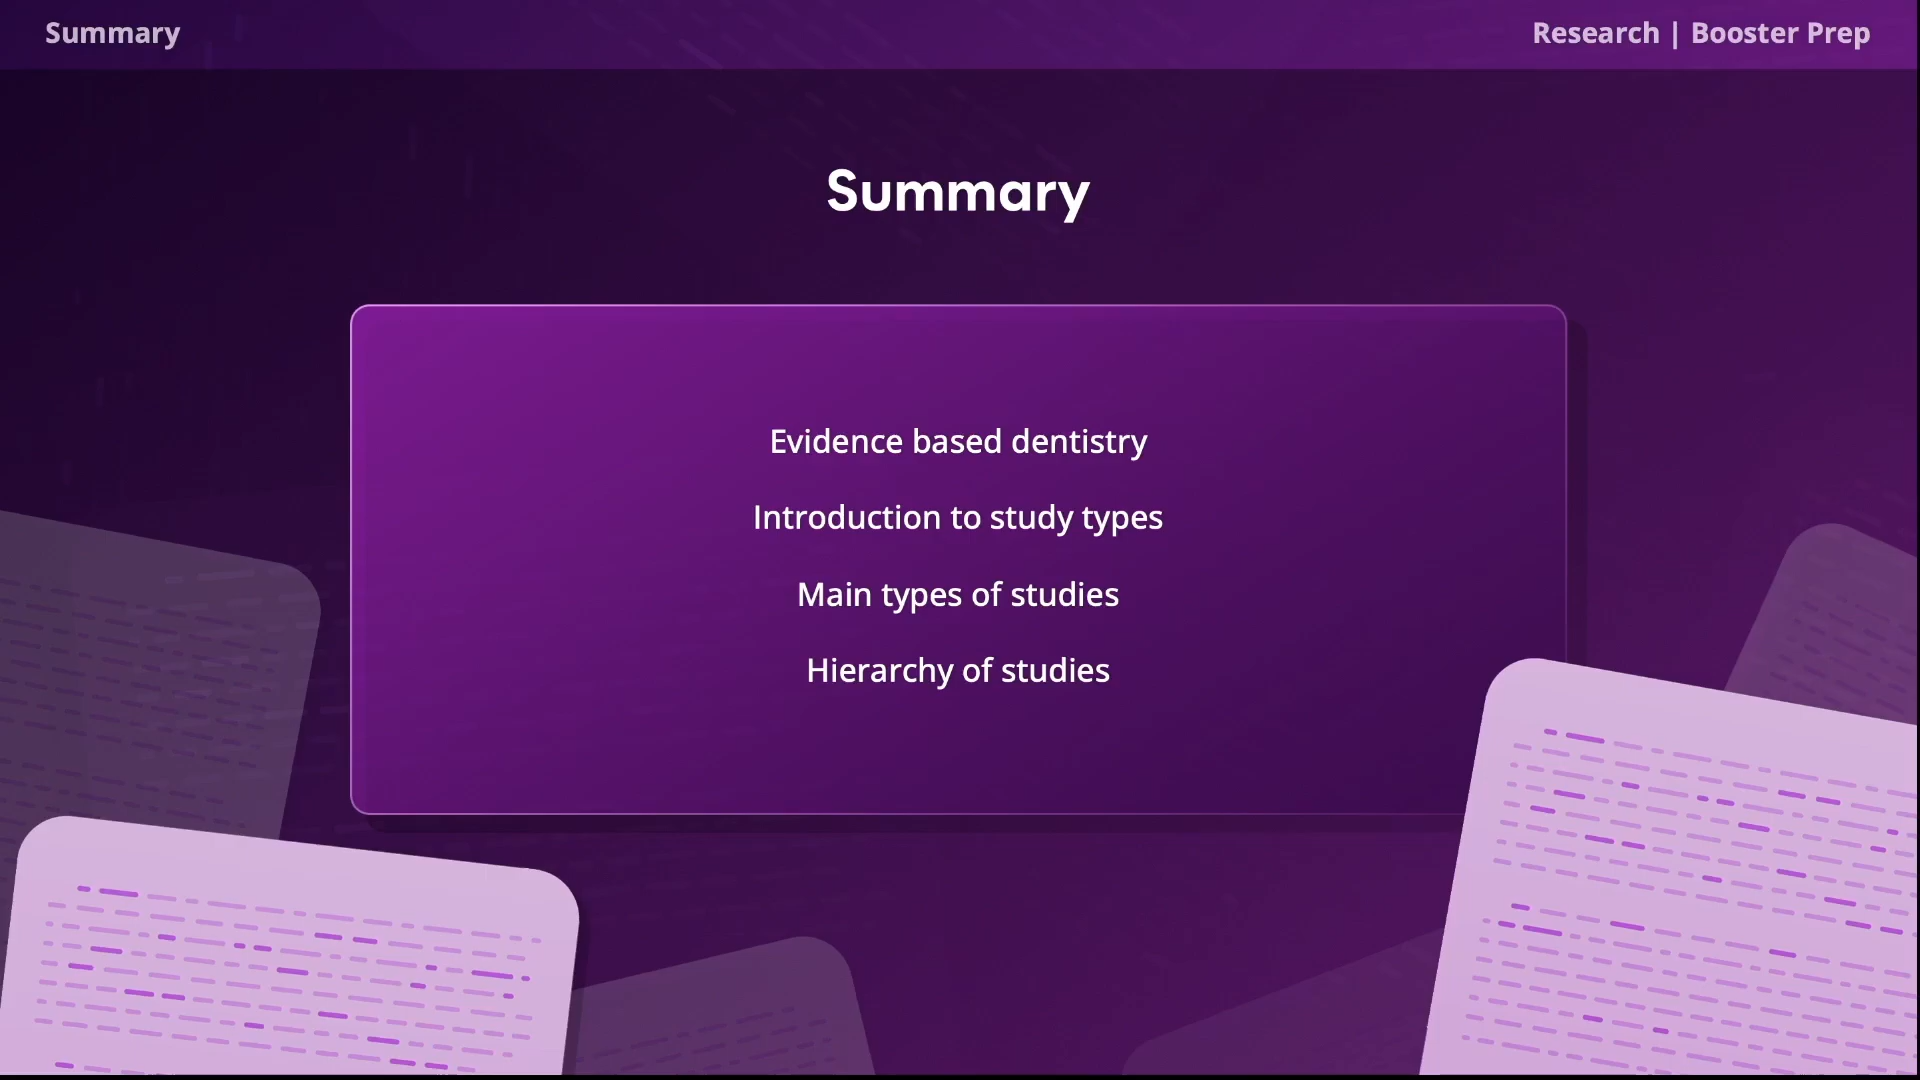 Summary
Research | Booster Prep
Summary
Evidence based dentistry
Introduction to study types
Main types of studies
Hierarchy of studies